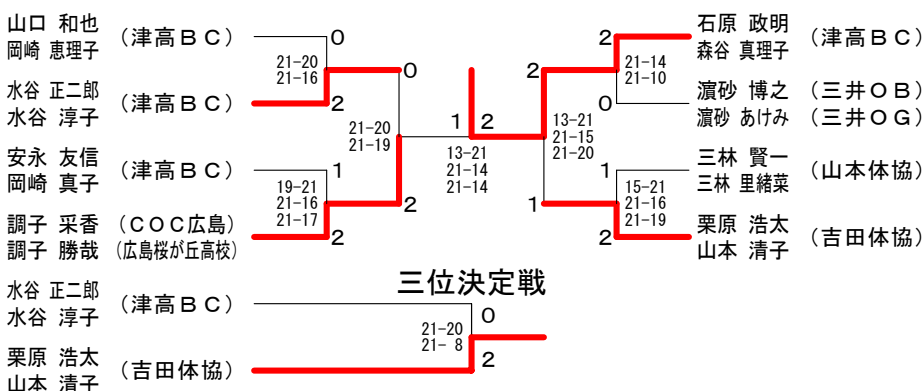 山口 和也
岡崎 恵理子
(津高BC)
0
21-20
21-16
水谷 正二郎
水谷 淳子
(津高BC)
2
0
21-20
21-19
安永 友信
岡崎 真子
(津高BC)
1
19-21
21-16
21-17
調子 采香 (COC広島)
調子 勝哉 (広島桜が丘高校)
2
2
1 2
13-21
21-14
21-14
石原 政明
森谷 真理子
(津高BC)
2
21-14
21-10
濵砂 博之 (三井OB)
濵砂 あけみ (三井OG)
0
2
13-21
21-15
21-20
三林 賢一
三林 里緒菜
(山本体協)
1
15-21
21-16
21-19
栗原 浩太
山本 清子
(吉田体協)
2
1
三位決定戦
水谷 正二郎
水谷 淳子
(津高BC)
0
21-20
21- 8
栗原 浩太
山本 清子
(吉田体協)
2